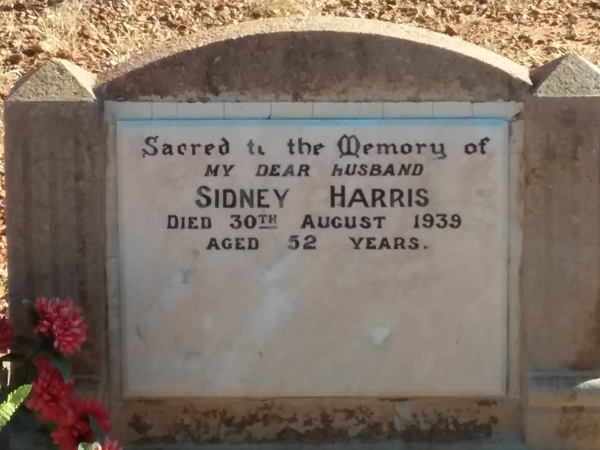 Sacred to the Memory of
MY DEAR HUSBAND
SIDNEY HARRIS
DIED 30TH AUGUST 1939
AGED 52 YEARS.